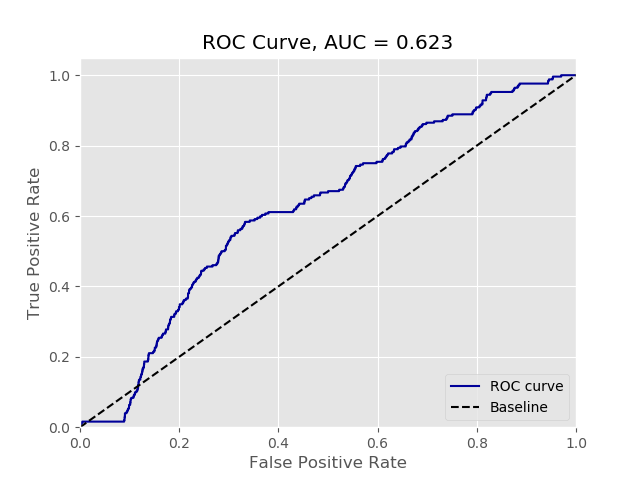 ROC Curve, AUC = 0.623
True Positive Rate
1.0
0.8
0.6
0.4
0.2
0.0
0.0 0.2 0.4 0.6 0.8 1.0
False Positive Rate
ROC curve
Baseline